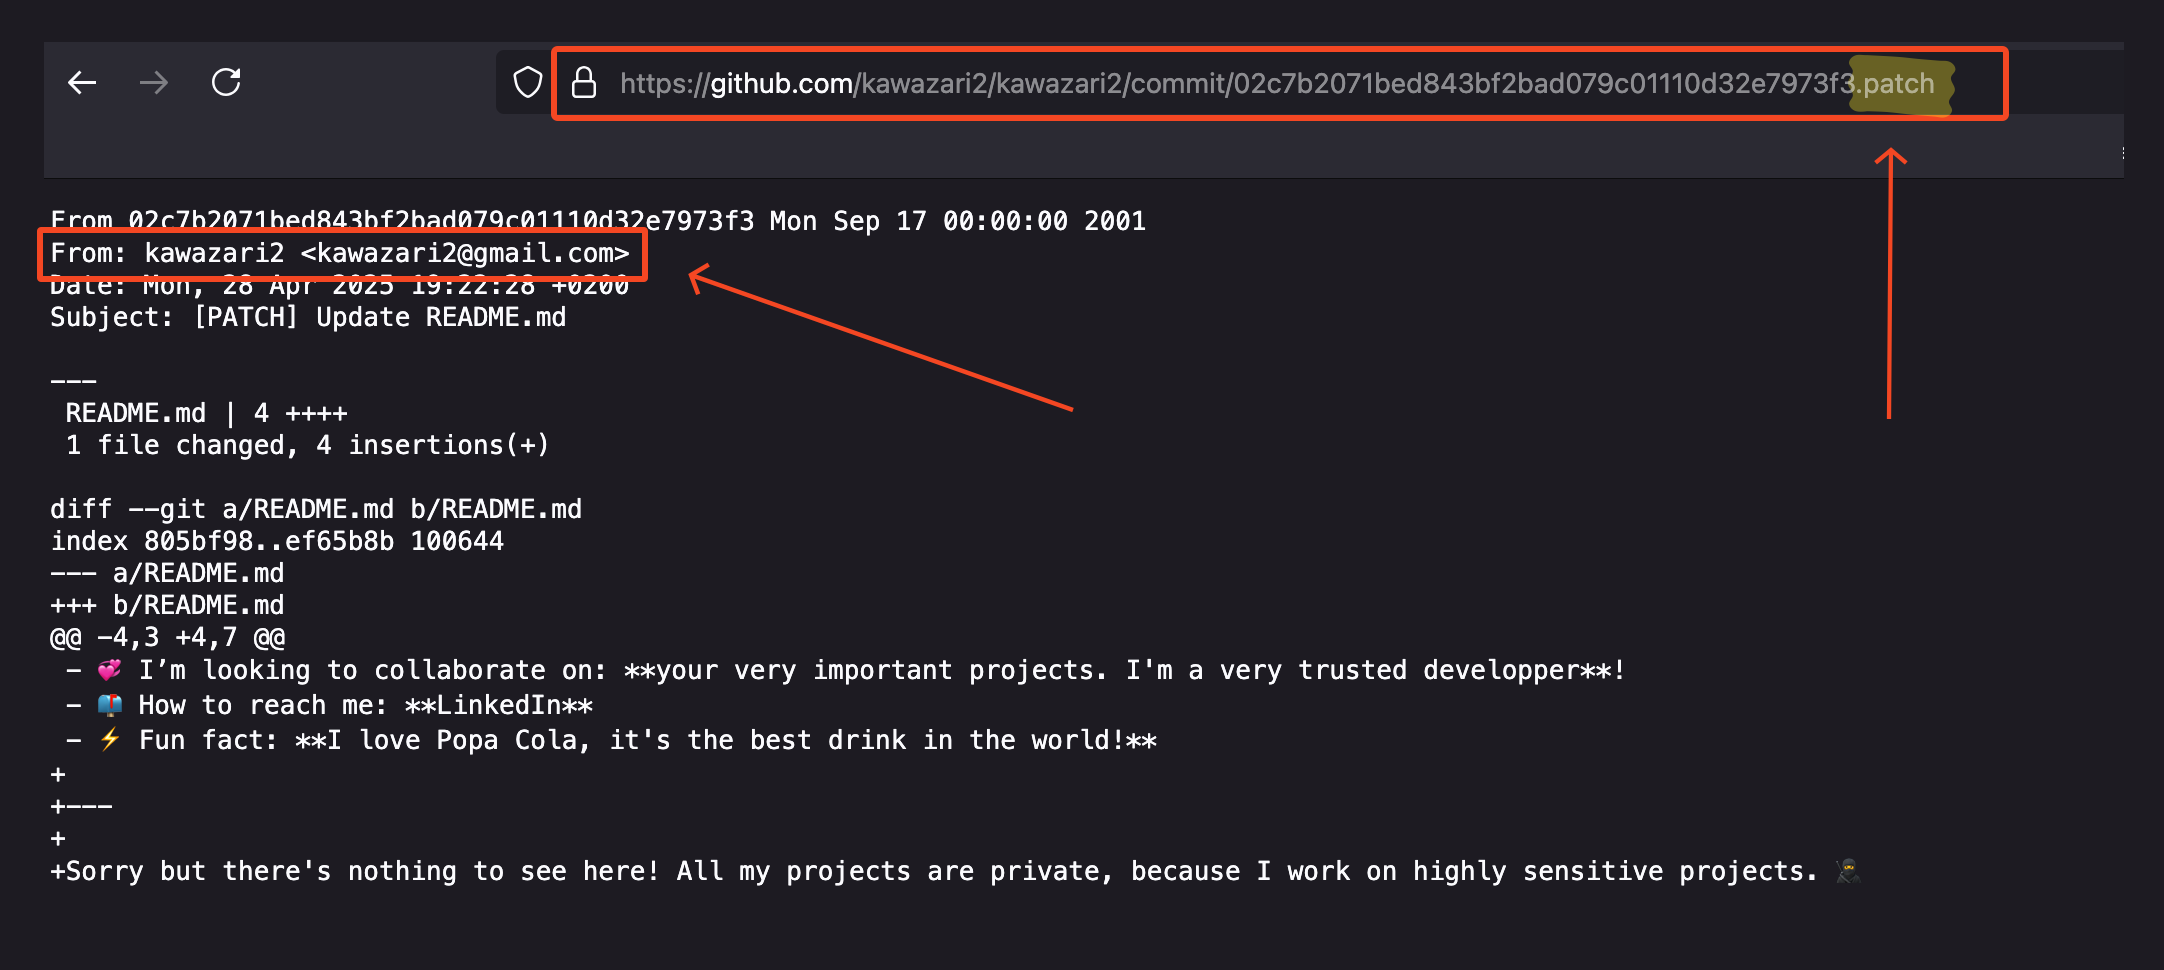 https://github.com/kawazari2/kawazari2/commit/02c7b2071bed843bf2bad079c01110d32e7973f3.patch
From 02c7b2071bed843bf2bad079c01110d32e7973f3 Mon Sep 17 00:00:00 2001
From: kawazari2 <kawazari2@gmail.com>
Date: Mon, 28 Apr 2025 19:22:28 +0200
Subject: [PATCH] Update README.md
---
README.md | 4 ++++
1 file changed, 4 insertions(+)
diff --git a/README.md b/README.md
index 805bf98..ef65b8b 100644
--- a/README.md
+++ b/README.md
@@ -4,3 +4,7 @@
- 💞 I’m looking to collaborate on: **your very important projects. I'm a very trusted developper**!
- 📫 How to reach me: **LinkedIn**
- ⚡ Fun fact: **I love Popa Cola, it's the best drink in the world!**
+
+---
+
+Sorry but there's nothing to see here! All my projects are private, because I work on highly sensitive projects. 🥷